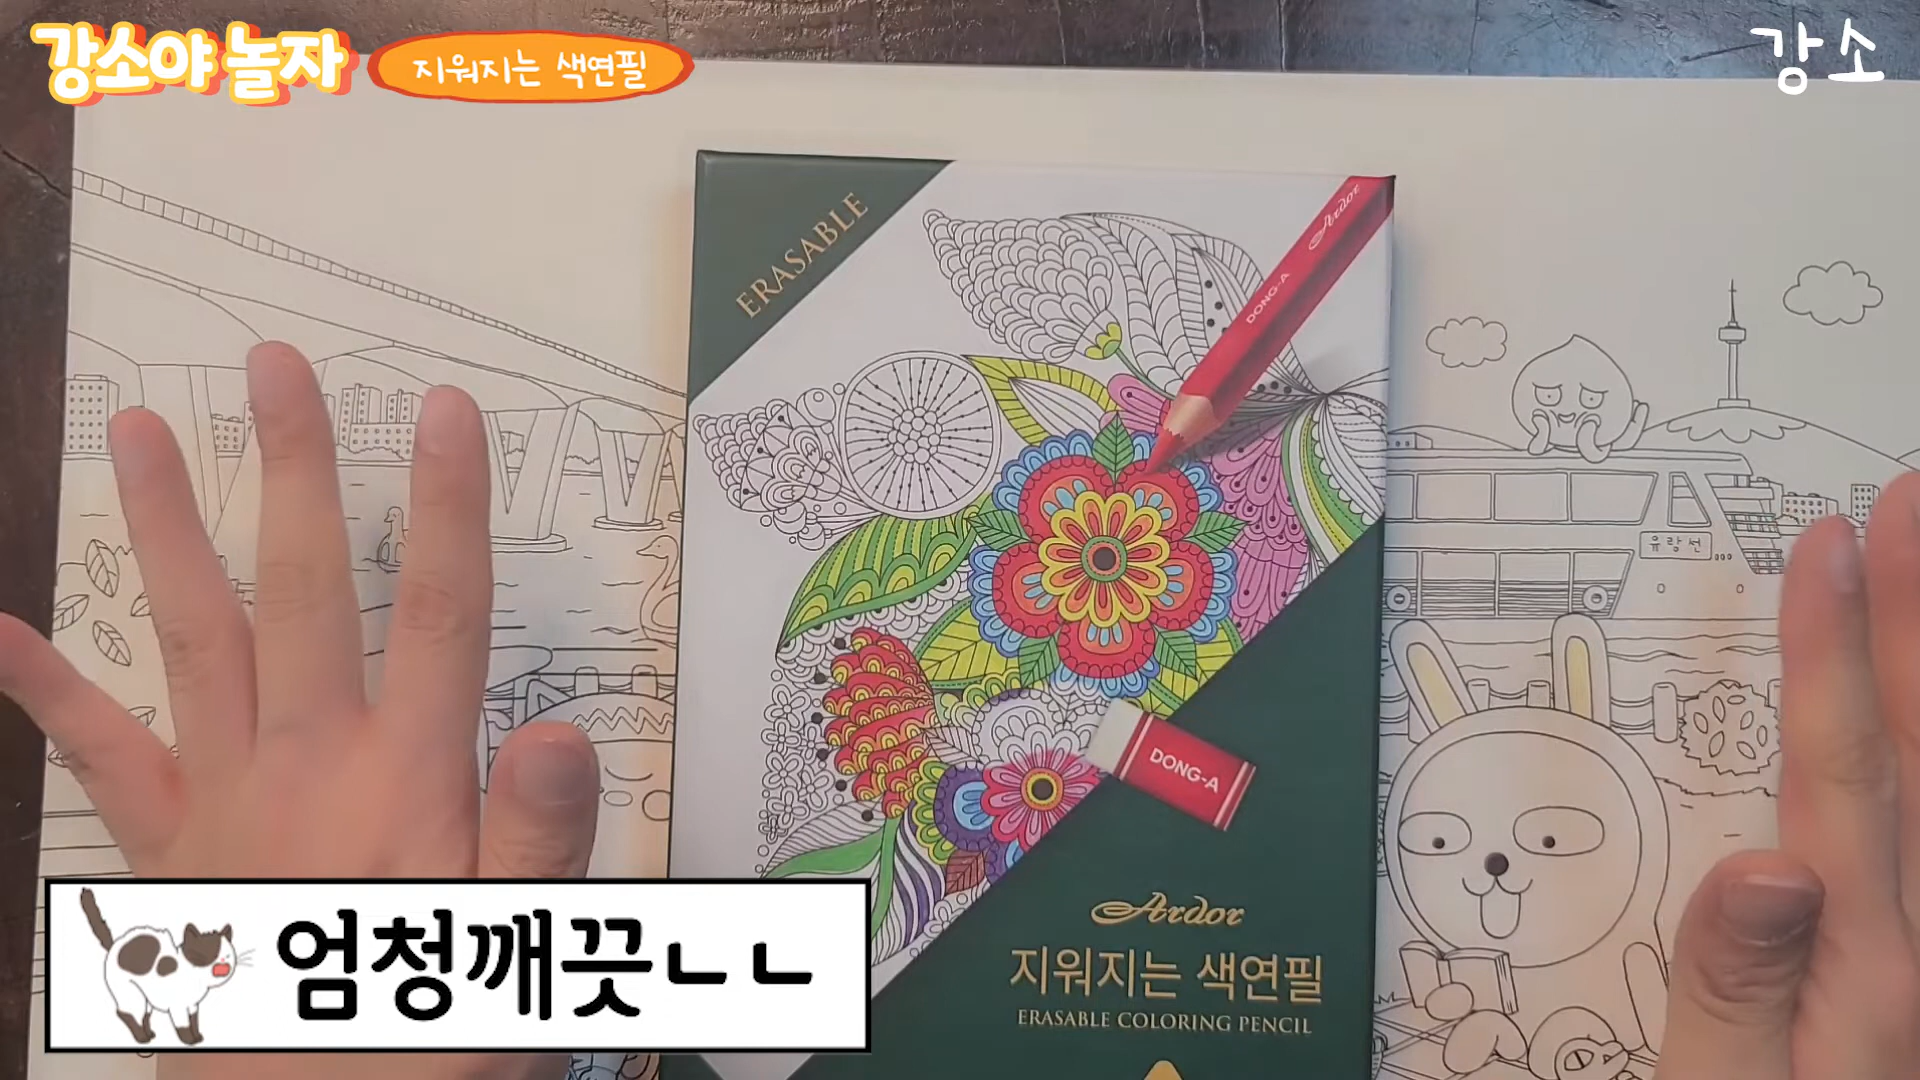 강소야 놀자
지워지는 색연필
강소
ERASABLE
Ardor
DONG-A
유람선
DONG-A
Ardor
지워지는 색연필
ERASABLE COLORING PENCIL
엄청깨끗ㄴㄴ